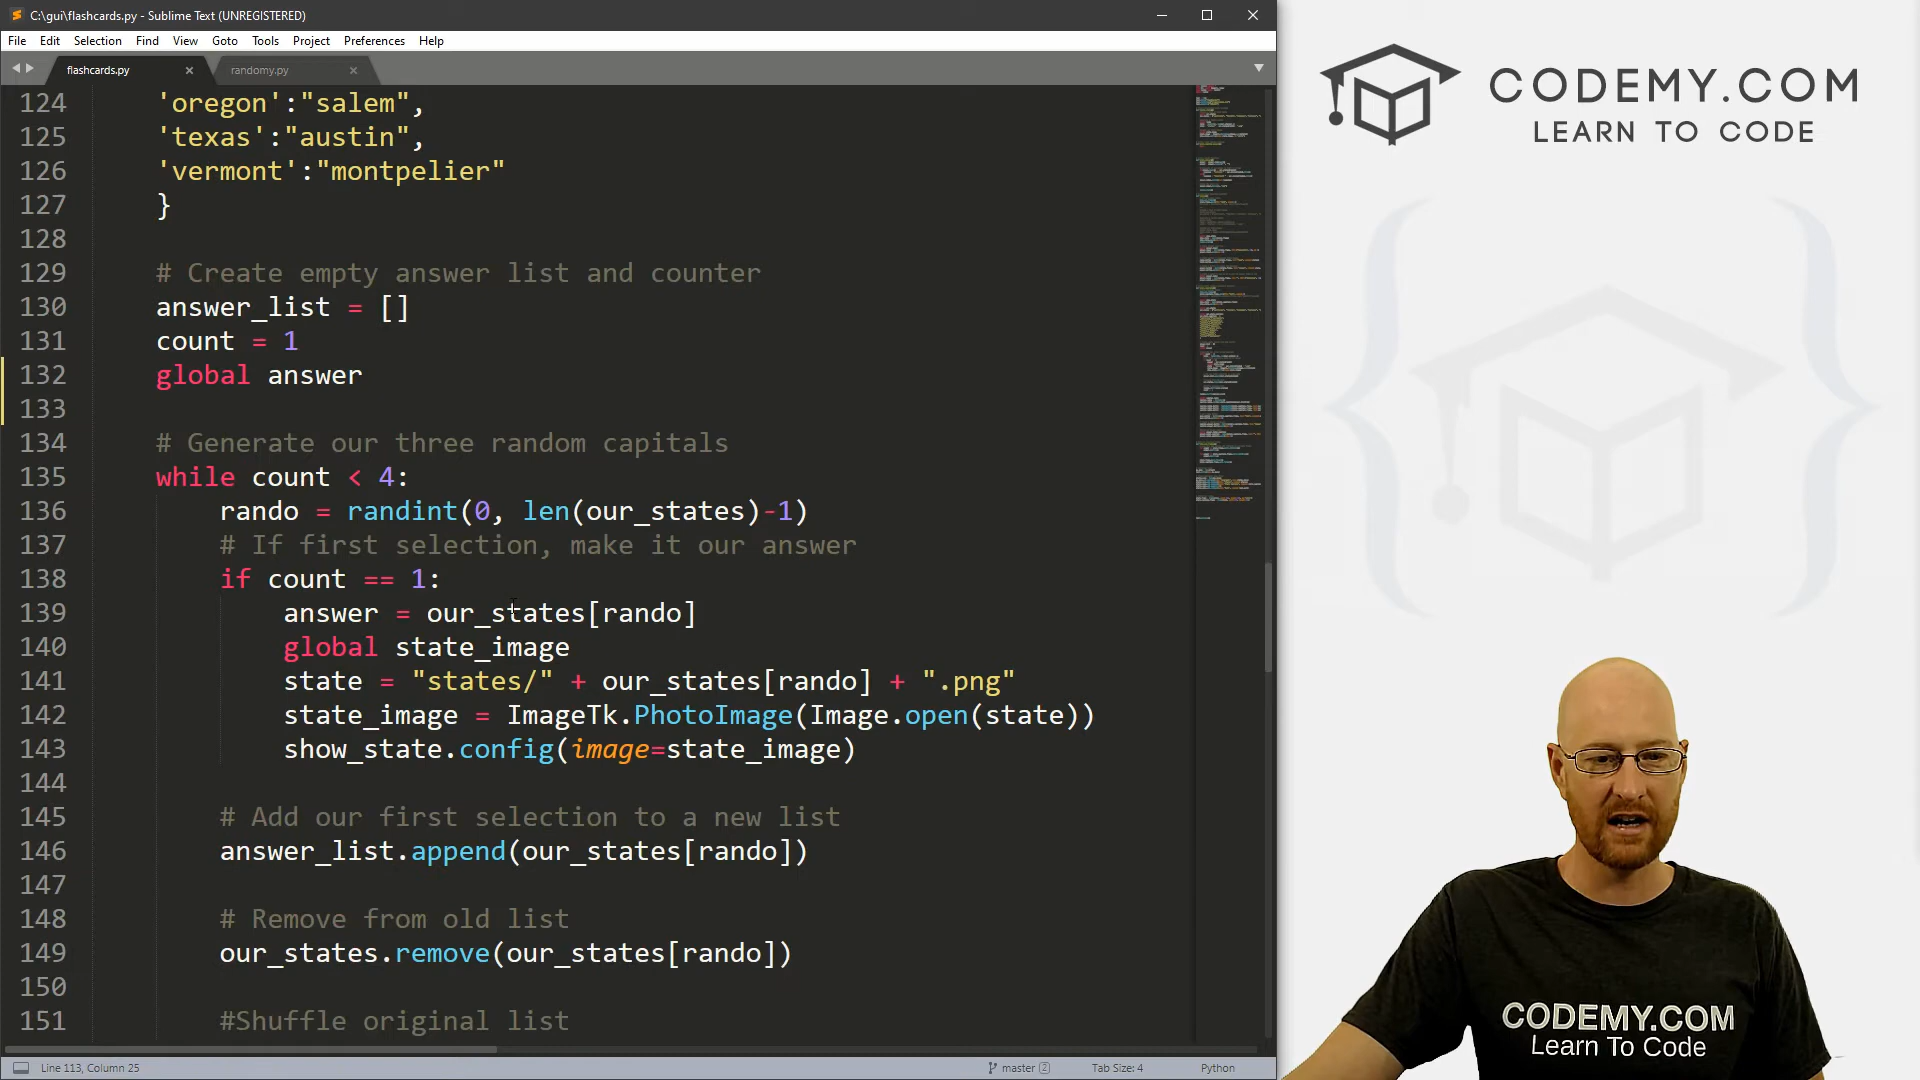 C:\gui\flashcards.py - Sublime Text (UNREGISTERED)
File Edit Selection Find View Goto Tools Project Preferences Help
flashcards.py
randomy.py
124 'oregon':"salem",
125 'texas':"austin",
126 'vermont':"montpelier"
127 }
128
129 # Create empty answer list and counter
130 answer_list = []
131 count = 1
132 global answer
133
134 # Generate our three random capitals
135 while count < 4:
136 rando = randint(0, len(our_states)-1)
137 # If first selection, make it our answer
138 if count == 1:
139 answer = our_states[rando]
140 global state_image
141 state = "states/" + our_states[rando] + ".png"
142 state_image = ImageTk.PhotoImage(Image.open(state))
143 show_state.config(image=state_image)
144
145 # Add our first selection to a new list
146 answer_list.append(our_states[rando])
147
148 # Remove from old list
149 our_states.remove(our_states[rando])
150
151 #Shuffle original list
Line 113, Column 25
master 2
Tab Size: 4
Python
CODEMY.COM
LEARN TO CODE
CODEMY.COM
Learn To Code